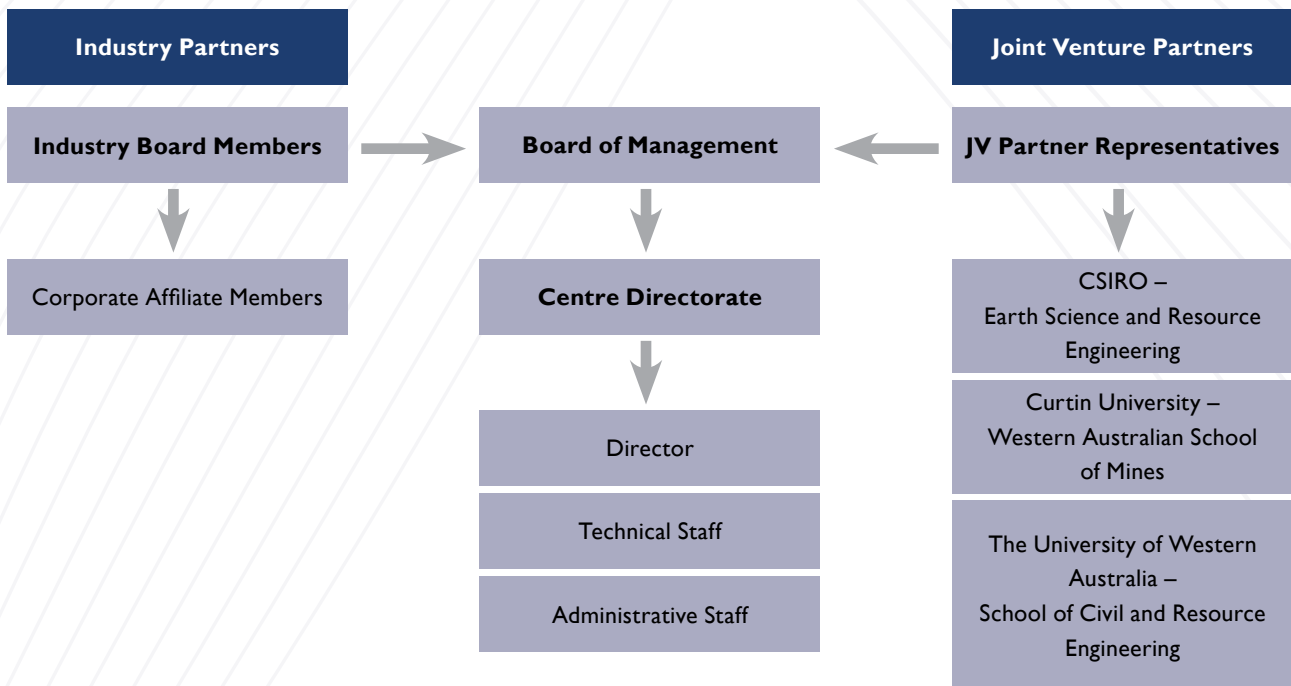 Industry Partners
Joint Venture Partners
Industry Board Members
Board of Management
JV Partner Representatives
Corporate Affiliate Members
Centre Directorate
CSIRO –
Earth Science and Resource
Engineering
Director
Technical Staff
Administrative Staff
Curtin University –
Western Australian School
of Mines
The University of Western
Australia –
School of Civil and Resource
Engineering